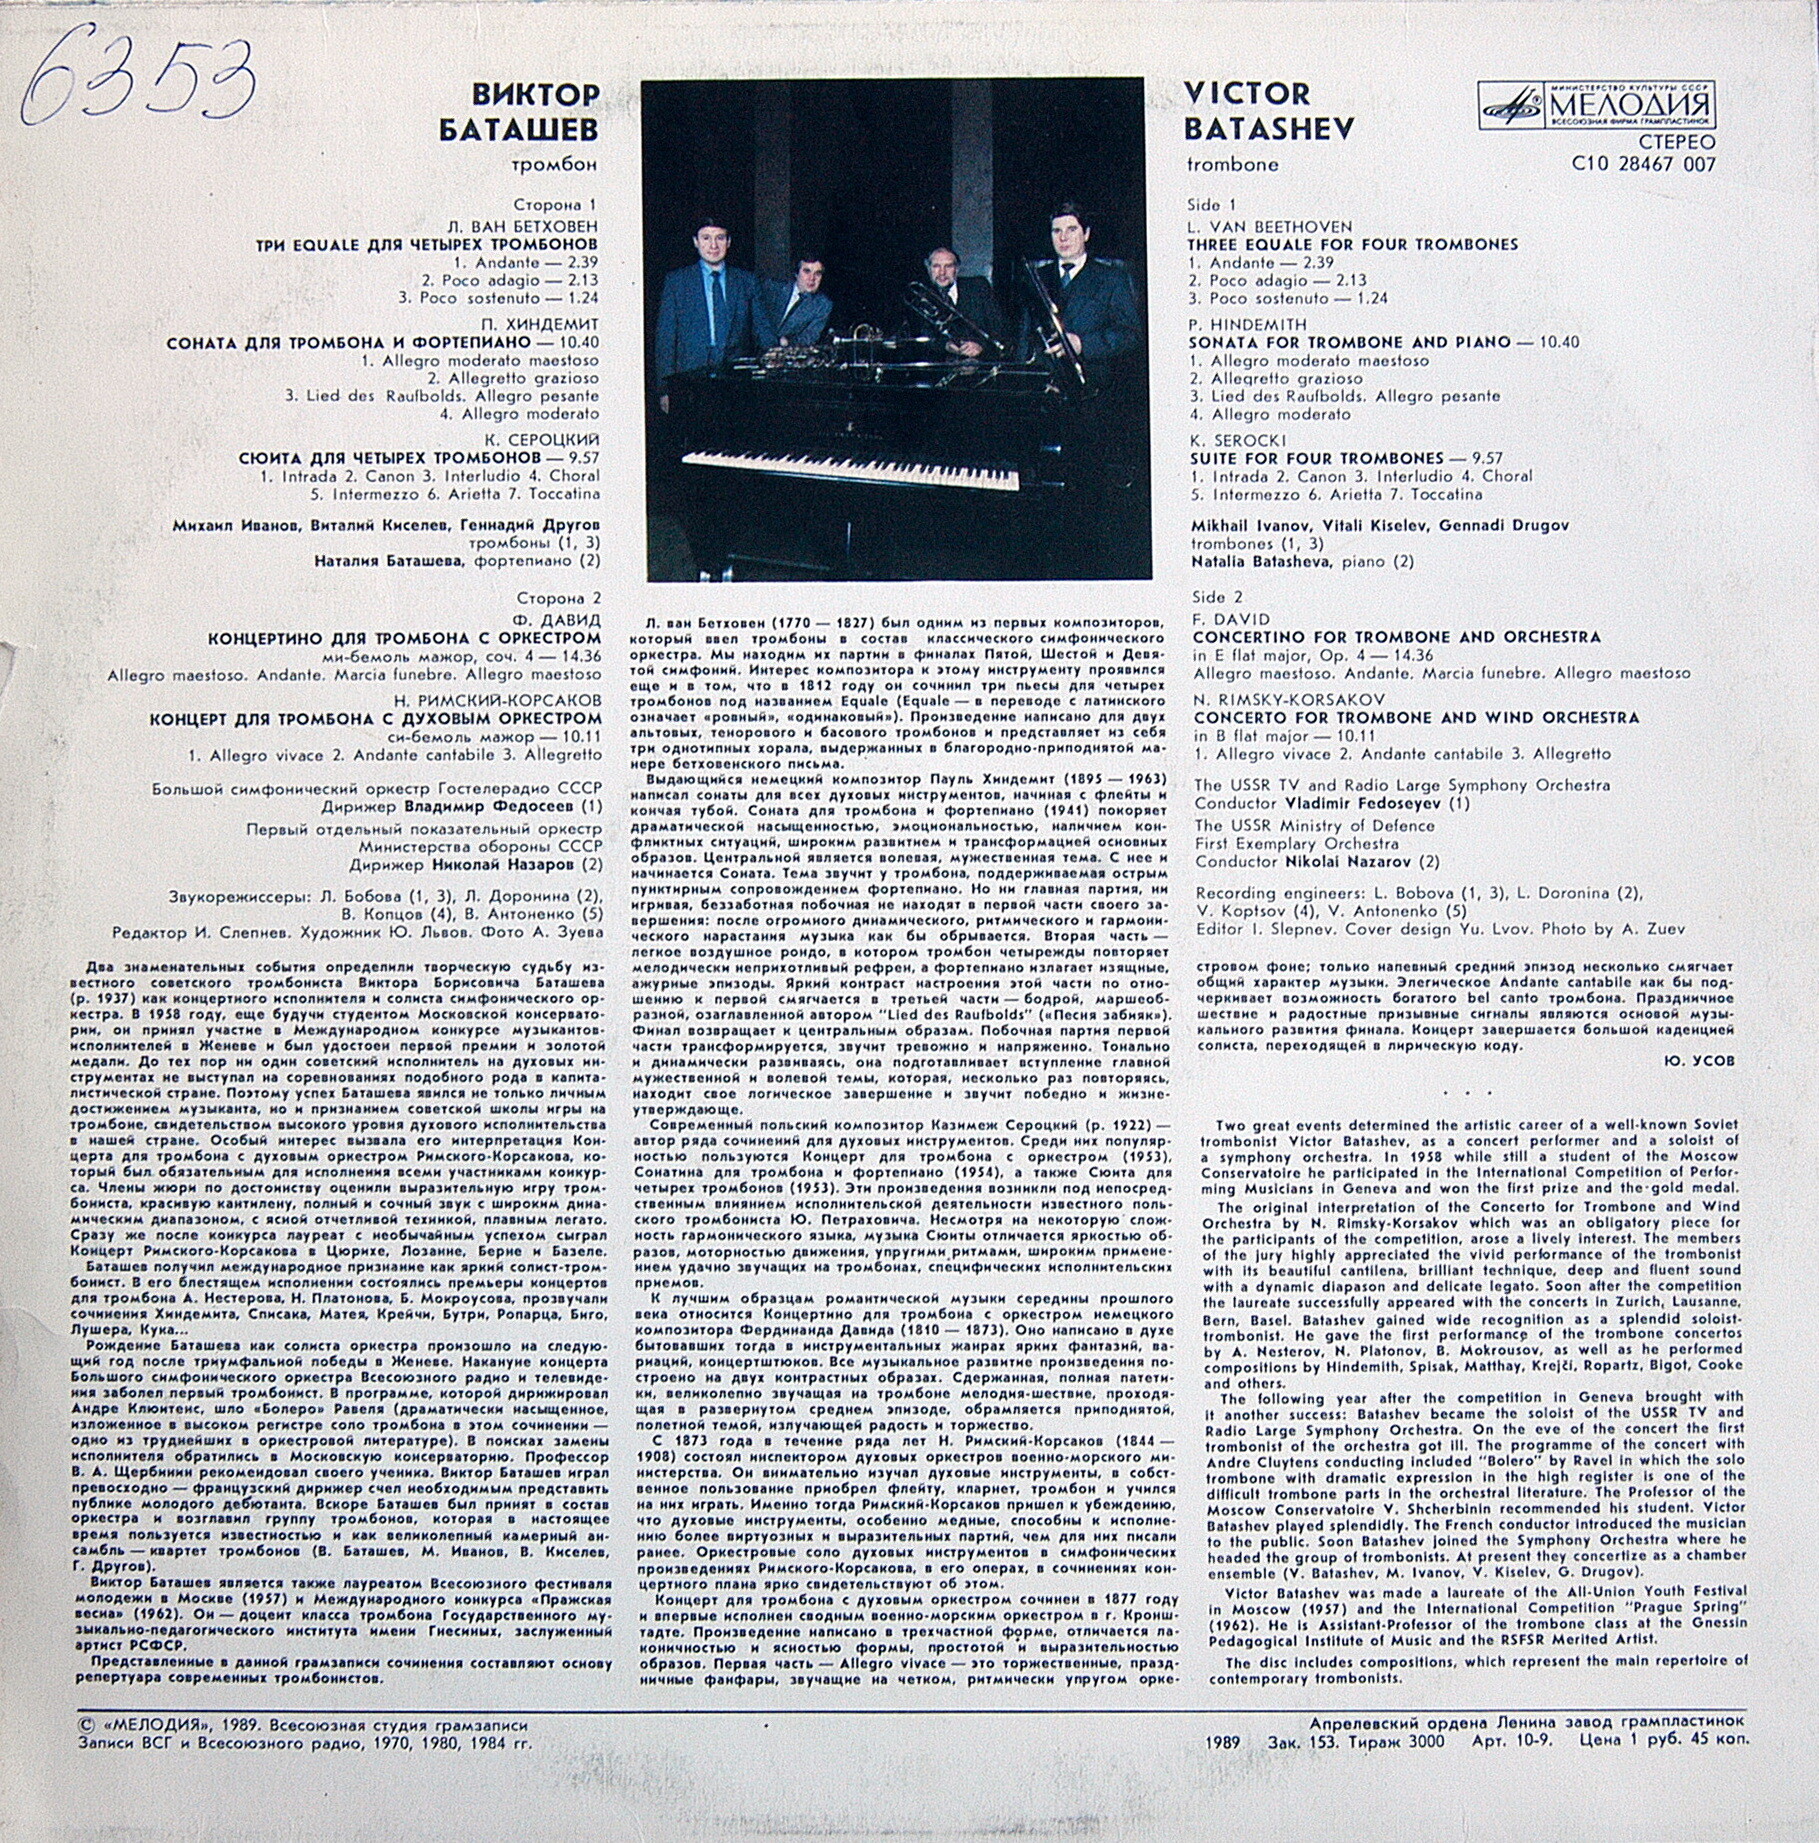 6353
ВИКТОР
БАТАШЕВ
тромбон
Сторона 1
Л. ВАН БЕТХОВЕН
ТРИ EQUALE ДЛЯ ЧЕТЫРЕХ ТРОМБОНОВ
1. Andante — 2.39
2. Poco adagio — 2.13
3. Poco sostenuto — 1.24
П. ХИНДЕМИТ
СОНАТА ДЛЯ ТРОМБОНА И ФОРТЕПИАНО — 10.40
1. Allegro moderato maestoso
2. Allegretto grazioso
3. Lied des Raufbolds. Allegro pesante
4. Allegro moderato
К. СЕРОЦКИЙ
СЮИТА ДЛЯ ЧЕТЫРЕХ ТРОМБОНОВ — 9.57
1. Intrada 2. Canon 3. Interludio 4. Choral
5. Intermezzo 6. Arietta 7. Toccatina
Михаил Иванов, Виталий Киселев, Геннадий Другов
тромбоны (1, 3)
Наталия Баташева, фортепиано (2)
Сторона 2
Ф. ДАВИД
КОНЦЕРТИНО ДЛЯ ТРОМБОНА С ОРКЕСТРОМ
ми-бемоль мажор, соч. 4 — 14.36
Allegro maestoso. Andante. Marcia funebre. Allegro maestoso
Н. РИМСКИЙ-КОРСАКОВ
КОНЦЕРТ ДЛЯ ТРОМБОНА С ДУХОВЫМ ОРКЕСТРОМ
си-бемоль мажор — 10.11
1. Allegro vivace 2. Andante cantabile 3. Allegretto
Большой симфонический оркестр Гостелерадио СССР
Дирижер Владимир Федосеев (1)
Первый отдельный показательный оркестр
Министерства обороны СССР
Дирижер Николай Назаров (2)
Звукорежиссеры: Л. Бобова (1, 3), Л. Доронина (2),
В. Копцов (4), В. Антоненко (5)
Редактор И. Слепнев. Художник Ю. Львов. Фото А. Зуева
VICTOR
BATASHEV
trombone
МИНИСТЕРСТВО КУЛЬТУРЫ СССР
МЕЛОДИЯ
ВСЕСОЮЗНАЯ ФИРМА ГРАМПЛАСТИНОК
СТЕРЕО
С10 28467 007
Side 1
L. VAN BEETHOVEN
THREE EQUALE FOR FOUR TROMBONES
1. Andante — 2.39
2. Poco adagio — 2.13
3. Poco sostenuto — 1.24
P. HINDEMITH
SONATA FOR TROMBONE AND PIANO — 10.40
1. Allegro moderato maestoso
2. Allegretto grazioso
3. Lied des Raufbolds. Allegro pesante
4. Allegro moderato
K. SEROCKI
SUITE FOR FOUR TROMBONES — 9.57
1. Intrada 2. Canon 3. Interludio 4. Choral
5. Intermezzo 6. Arietta 7. Toccatina
Mikhail Ivanov, Vitali Kiselev, Gennadi Drugov
trombones (1, 3)
Natalia Batasheva, piano (2)
Side 2
F. DAVID
CONCERTINO FOR TROMBONE AND ORCHESTRA
in E flat major, Op. 4 — 14.36
Allegro maestoso. Andante. Marcia funebre. Allegro maestoso
N. RIMSKY-KORSAKOV
CONCERTO FOR TROMBONE AND WIND ORCHESTRA
in B flat major — 10.11
1. Allegro vivace 2. Andante cantabile 3. Allegretto
The USSR TV and Radio Large Symphony Orchestra
Conductor Vladimir Fedoseyev (1)
The USSR Ministry of Defence
First Exemplary Orchestra
Conductor Nikolai Nazarov (2)
Recording engineers: L. Bobova (1, 3), L. Doronina (2),
V. Koptsov (4), V. Antonenko (5)
Editor I. Slepnev. Cover design Yu. Lvov. Photo by A. Zuev
Два знаменательных события определили творческую судьбу из-
вестного советского тромбониста Виктора Борисовича Баташева
(р. 1937) как концертного исполнителя и солиста симфонического ор-
кестра. В 1958 году, еще будучи студентом Московской консервато-
рии, он принял участие в Международном конкурсе музыкантов-
исполнителей в Женеве и был удостоен первой премии и золотой
медали. До тех пор ни один советский исполнитель на духовых ин-
струментах не выступал на соревнованиях подобного рода в капита-
листической стране. Поэтому успех Баташева явился не только личным
достижением музыканта, но и признанием советской школы игры на
тромбоне, свидетельством высокого уровня духового исполнительства
в нашей стране. Особый интерес вызвала его интерпретация Кон-
церта для тромбона с духовым оркестром Римского-Корсакова, ко-
торый был обязательным для исполнения всеми участниками конкур-
са. Члены жюри по достоинству оценили выразительную игру тром-
бониста, красивую кантилену, полный и сочный звук с широким дина-
мическим диапазоном, с ясной отчетливой техникой, плавным легато.
Сразу же после конкурса лауреат с необычайным успехом сыграл
Концерт Римского-Корсакова в Цюрихе, Лозанне, Берне и Базеле.
Баташев получил международное признание как яркий солист-тром-
бонист. В его блестящем исполнении состоялись премьеры концертов
для тромбона А. Нестерова, Н. Платонова, Б. Мокроусова, прозвучали
сочинения Хиндемита, Списака, Матея, Крейчи, Бутри, Ропарца, Биго,
Лушера, Кука...
Рождение Баташева как солиста оркестра произошло на следую-
щий год после триумфальной победы в Женеве. Накануне концерта
Большого симфонического оркестра Всесоюзного радио и телевиде-
ния заболел первый тромбонист. В программе, которой дирижировал
Андре Клюитенс, шло «Болеро» Равеля (драматически насыщенное,
изложенное в высоком регистре соло тромбона в этом сочинении —
одно из труднейших в оркестровой литературе). В поисках замены
исполнителя обратились в Московскую консерваторию. Профессор
В. А. Щербинин рекомендовал своего ученика. Виктор Баташев играл
превосходно — французский дирижер счел необходимым представить
публике молодого дебютанта. Вскоре Баташев был принят в состав
оркестра и возглавил группу тромбонов, которая в настоящее
время пользуется известностью и как великолепный камерный ан-
самбль — квартет тромбонов (В. Баташев, М. Иванов, В. Киселев,
Г. Другов).
Виктор Баташев является также лауреатом Всесоюзного фестиваля
молодежи в Москве (1957) и Международного конкурса «Пражская
весна» (1962). Он — доцент класса тромбона Государственного му-
зыкально-педагогического института имени Гнесиных, заслуженный
артист РСФСР.
Представленные в данной грамзаписи сочинения составляют основу
репертуара современных тромбонистов.
Л. ван Бетховен (1770 — 1827) был одним из первых композиторов,
который ввел тромбоны в состав классического симфонического
оркестра. Мы находим их партии в финалах Пятой, Шестой и Девя-
той симфоний. Интерес композитора к этому инструменту проявился
еще и в том, что в 1812 году он сочинил три пьесы для четырех
тромбонов под названием Equale (Equale — в переводе с латинского
означает «ровный», «одинаковый»). Произведение написано для двух
альтовых, тенорового и басового тромбонов и представляет из себя
три однотипных хорала, выдержанных в благородно-приподнятой ма-
нере бетховенского письма.
Выдающийся немецкий композитор Пауль Хиндемит (1895 — 1963)
написал сонаты для всех духовых инструментов, начиная с флейты и
кончая тубой. Соната для тромбона и фортепиано (1941) покоряет
драматической насыщенностью, эмоциональностью, наличием кон-
фликтных ситуаций, широким развитием и трансформацией основных
образов. Центральной является волевая, мужественная тема. С нее и
начинается Соната. Тема звучит у тромбона, поддерживаемая острым
пунктирным сопровождением фортепиано. Но ни главная партия, ни
игривая, беззаботная побочная не находят в первой части своего за-
вершения: после огромного динамического, ритмического и гармони-
ческого нарастания музыка как бы обрывается. Вторая часть —
легкое воздушное рондо, в котором тромбон четырежды повторяет
мелодически неприхотливый рефрен, а фортепиано излагает изящные,
ажурные эпизоды. Яркий контраст настроения этой части по отно-
шению к первой смягчается в третьей части — бодрой, маршеоб-
разной, озаглавленной автором "Lied des Raufbolds" («Песня забияк»).
Финал возвращает к центральным образам. Побочная партия первой
части трансформируется, звучит тревожно и напряженно. Тонально
и динамически развиваясь, она подготавливает вступление главной
мужественной и волевой темы, которая, несколько раз повторяясь,
находит свое логическое завершение и звучит победно и жизне-
утверждающе.
Современный польский композитор Казимеж Сероцкий (р. 1922) —
автор ряда сочинений для духовых инструментов. Среди них популяр-
ностью пользуются Концерт для тромбона с оркестром (1953),
Сонатина для тромбона и фортепиано (1954), а также Сюита для
четырех тромбонов (1953). Эти произведения возникли под непосред-
ственным влиянием исполнительской деятельности известного поль-
ского тромбониста Ю. Петраховича. Несмотря на некоторую слож-
ность гармонического языка, музыка Сюиты отличается яркостью об-
разов, моторностью движения, упругими ритмами, широким примене-
нием удачно звучащих на тромбонах, специфических исполнительских
приемов.
К лучшим образцам романтической музыки середины прошлого
века относится Концертино для тромбона с оркестром немецкого
композитора Фердинанда Давида (1810 — 1873). Оно написано в духе
бытовавших тогда в инструментальных жанрах ярких фантазий, ва-
риаций, концертштюков. Все музыкальное развитие произведения по-
строено на двух контрастных образах. Сдержанная, полная патети-
ки, великолепно звучащая на тромбоне мелодия-шествие, проходя-
щая в развернутом среднем эпизоде, обрамляется приподнятой,
полетной темой, излучающей радость и торжество.
С 1873 года в течение ряда лет Н. Римский-Корсаков (1844 —
1908) состоял инспектором духовых оркестров военно-морского ми-
нистерства. Он внимательно изучал духовые инструменты, в собст-
венное пользование приобрел флейту, кларнет, тромбон и учился
на них играть. Именно тогда Римский-Корсаков пришел к убеждению,
что духовые инструменты, особенно медные, способны к исполне-
нию более виртуозных и выразительных партий, чем для них писали
ранее. Оркестровые соло духовых инструментов в симфонических
произведениях Римского-Корсакова, в его операх, в сочинениях кон-
цертного плана ярко свидетельствуют об этом.
Концерт для тромбона с духовым оркестром сочинен в 1877 году
и впервые исполнен сводным военно-морским оркестром в г. Кронш-
тадте. Произведение написано в трехчастной форме, отличается ла-
коничностью и ясностью формы, простотой и выразительностью
образов. Первая часть — Allegro vivace — это торжественные, празд-
ничные фанфары, звучащие на четком, ритмически упругом орке-
стровом фоне; только напевный средний эпизод несколько смягчает
общий характер музыки. Элегическое Andante cantabile как бы под-
черкивает возможность богатого bel canto тромбона. Праздничное
шествие и радостные призывные сигналы являются основой музы-
кального развития финала. Концерт завершается большой каденцией
солиста, переходящей в лирическую коду.
Ю. УСОВ
. . .
Two great events determined the artistic career of a well-known Soviet
trombonist Victor Batashev, as a concert performer and a soloist of
a symphony orchestra. In 1958 while still a student of the Moscow
Conservatoire he participated in the International Competition of Perfor-
ming Musicians in Geneva and won the first prize and the gold medal.
The original interpretation of the Concerto for Trombone and Wind
Orchestra by N. Rimsky-Korsakov which was an obligatory piece for
the participants of the competition, arose a lively interest. The members
of the jury highly appreciated the vivid performance of the trombonist
with its beautiful cantilena, brilliant technique, deep and fluent sound
with a dynamic diapason and delicate legato. Soon after the competition
the laureate successfully appeared with the concerts in Zurich, Lausanne,
Bern, Basel. Batashev gained wide recognition as a splendid soloist-
trombonist. He gave the first performance of the trombone concertos
by A. Nesterov, N. Platonov, B. Mokrousov, as well as he performed
compositions by Hindemith, Spisak, Matthay, Krejči, Ropartz, Bigot, Cooke
and others.
The following year after the competition in Geneva brought with
it another success: Batashev became the soloist of the USSR TV and
Radio Large Symphony Orchestra. On the eve of the concert the first
trombonist of the orchestra got ill. The programme of the concert with
Andre Cluytens conducting included "Bolero" by Ravel in which the solo
trombone with dramatic expression in the high register is one of the
difficult trombone parts in the orchestral literature. The Professor of the
Moscow Conservatoire V. Shcherbinin recommended his student. Victor
Batashev played splendidly. The French conductor introduced the musician
to the public. Soon Batashev joined the Symphony Orchestra where he
headed the group of trombonists. At present they concertize as a chamber
ensemble (V. Batashev, M. Ivanov, V. Kiselev, G. Drugov).
Victor Batashev was made a laureate of the All-Union Youth Festival
in Moscow (1957) and the International Competition "Prague Spring"
(1962). He is Assistant-Professor of the trombone class at the Gnessin
Pedagogical Institute of Music and the RSFSR Merited Artist.
The disc includes compositions, which represent the main repertoire of
contemporary trombonists.
© «МЕЛОДИЯ», 1989. Всесоюзная студия грамзаписи
Записи ВСГ и Всесоюзного радио, 1970, 1980, 1984 гг.
Апрелевский ордена Ленина завод грампластинок
1989 Зак. 153. Тираж 3000 Арт. 10-9. Цена 1 руб. 45 коп.